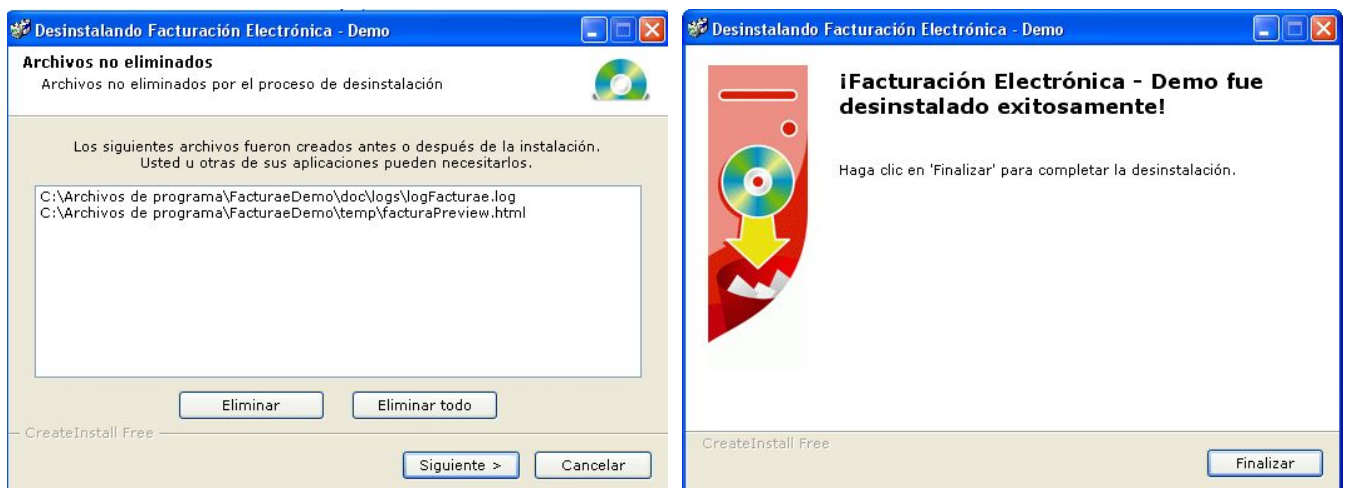 Desinstalando Facturación Electrónica - Demo
Archivos no eliminados
Archivos no eliminados por el proceso de desinstalación
Los siguientes archivos fueron creados antes o después de la instalación.
Usted u otras de sus aplicaciones pueden necesitarlos.
C:\Archivos de programa\FacturaeDemo\doc\logs\logFacturae.log
C:\Archivos de programa\FacturaeDemo\temp\facturaPreview.html
Eliminar
Eliminar todo
CreateInstall Free
Siguiente >
Cancelar
Desinstalando Facturación Electrónica - Demo
¡Facturación Electrónica - Demo fue
desinstalado exitosamente!
Haga clic en 'Finalizar' para completar la desinstalación.
CreateInstall Free
Finalizar